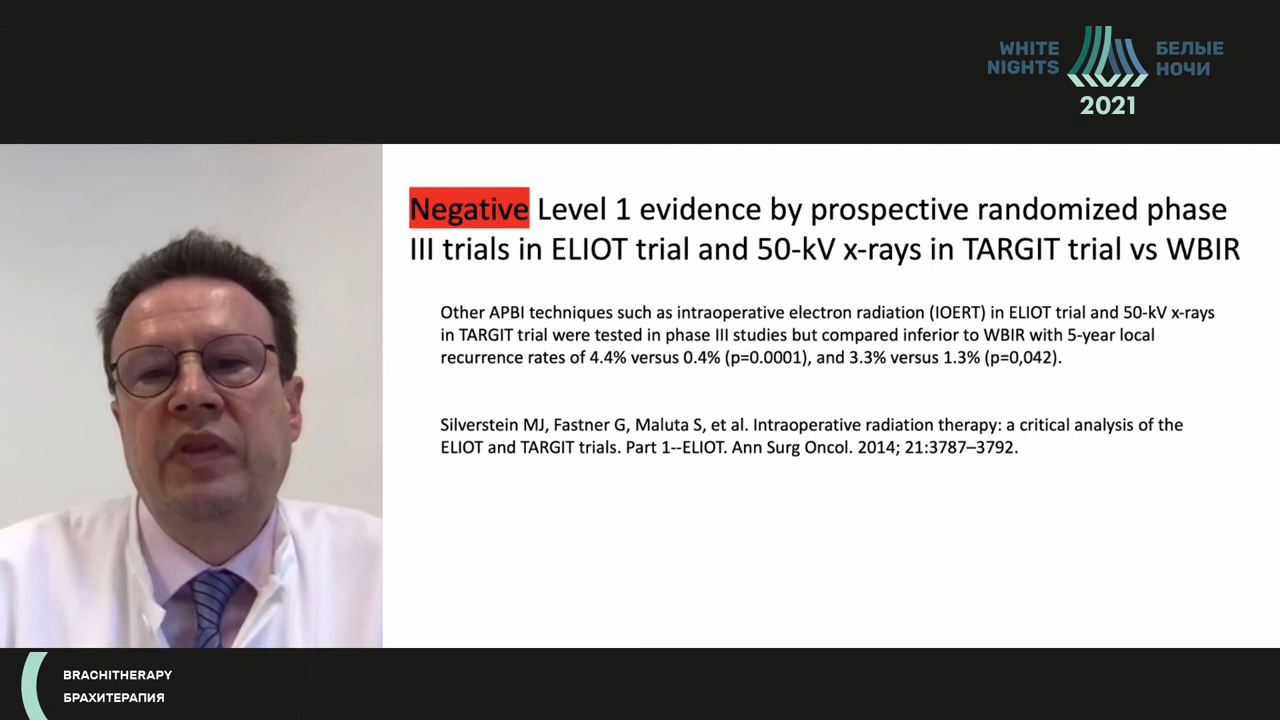 WHITE
NIGHTS
БЕЛЫЕ
НОЧИ
2021
Negative Level 1 evidence by prospective randomized phase
III trials in ELIOT trial and 50-kV x-rays in TARGIT trial vs WBIR
Other APBI techniques such as intraoperative electron radiation (IOERT) in ELIOT trial and 50-kV x-rays
in TARGIT trial were tested in phase III studies but compared inferior to WBIR with 5-year local
recurrence rates of 4.4% versus 0.4% (p=0.0001), and 3.3% versus 1.3% (p=0,042).
Silverstein MJ, Fastner G, Maluta S, et al. Intraoperative radiation therapy: a critical analysis of the
ELIOT and TARGIT trials. Part 1--ELIOT. Ann Surg Oncol. 2014; 21:3787–3792.
BRACHITHERAPY
БРАХИТЕРАПИЯ